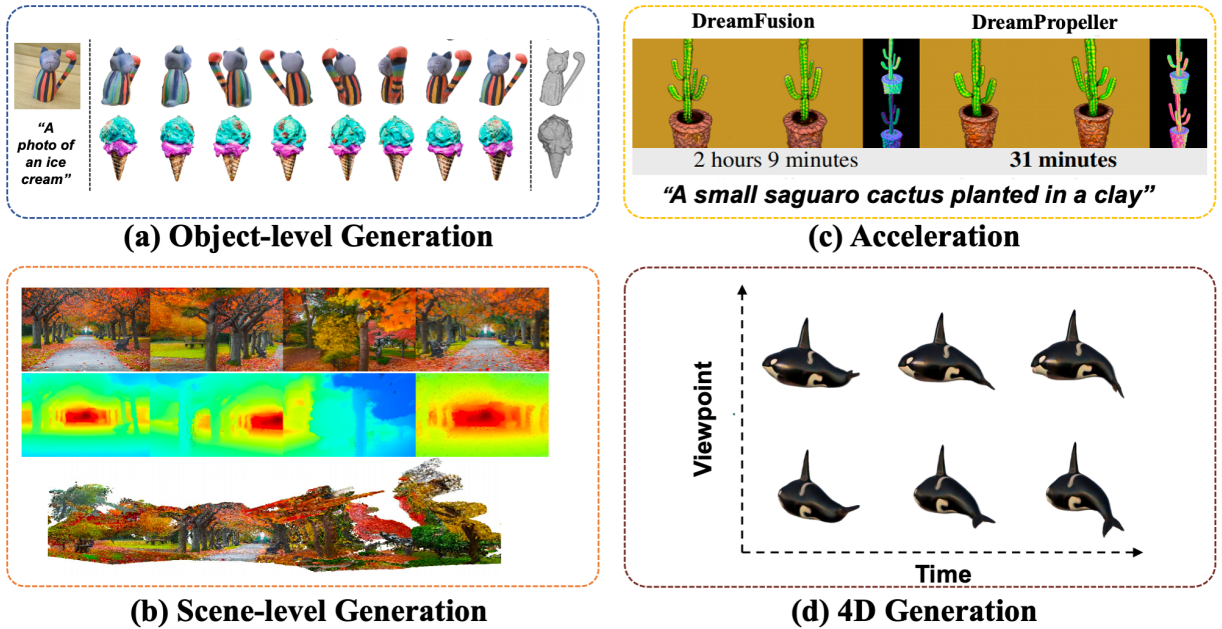 “A
photo of
an ice
cream”
(a) Object-level Generation
DreamFusion
DreamPropeller
2 hours 9 minutes
31 minutes
“A small saguaro cactus planted in a clay”
(c) Acceleration
(b) Scene-level Generation
Viewpoint
Time
(d) 4D Generation